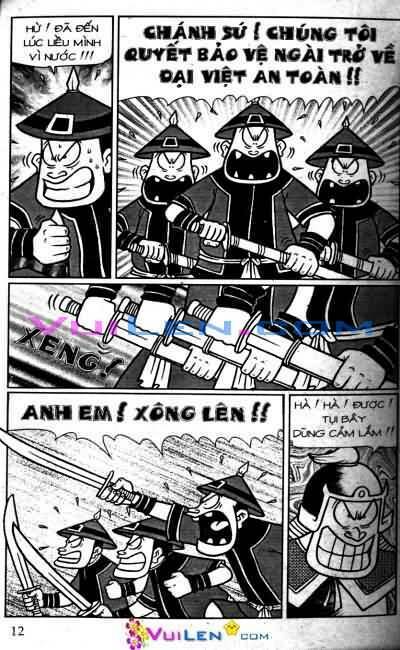 HỪ! ĐÃ ĐẾN
LÚC LIỀU MÌNH
VÌ NƯỚC!!!
CHÁNH SỨ! CHÚNG TÔI
QUYẾT BẢO VỆ NGÀI TRỞ VỀ
ĐẠI VIỆT AN TOÀN!!
VUILEN.COM
XENG!
ANH EM! XÔNG LÊN!!
HÀ! HÀ! ĐƯỢC!
TỤI BÂY
DŨNG CẢM LẮM!!
12
VUILEN.COM